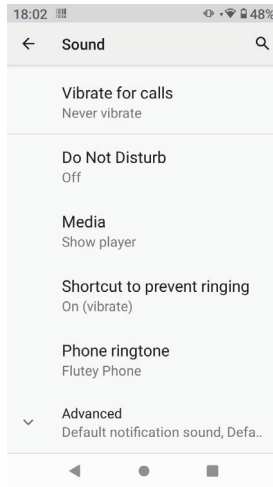 18:02 48%
Sound
Vibrate for calls
Never vibrate
Do Not Disturb
Off
Media
Show player
Shortcut to prevent ringing
On (vibrate)
Phone ringtone
Flutey Phone
Advanced
Default notification sound, Defa..